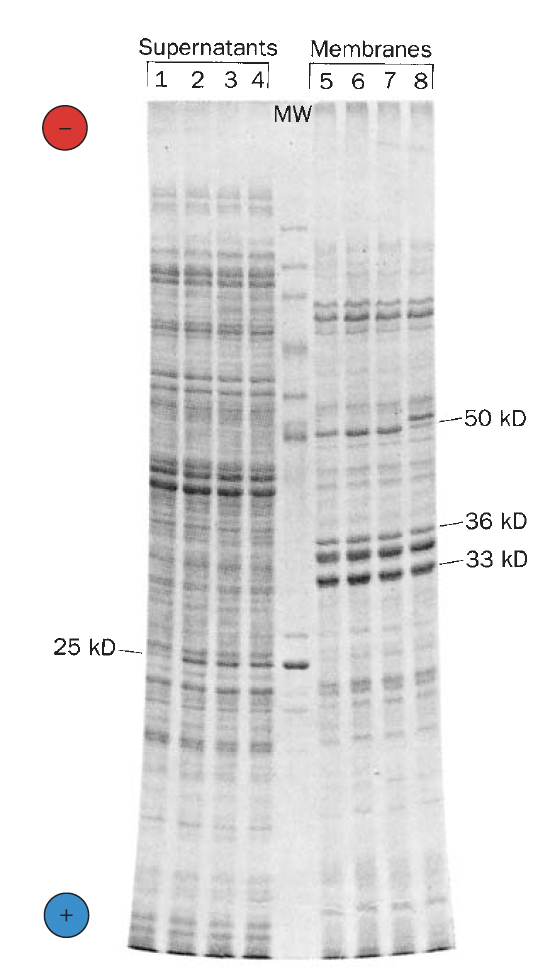 Supernatants Membranes
1 2 3 4 5 6 7 8
MW
−
50 kD
36 kD
33 kD
25 kD
+